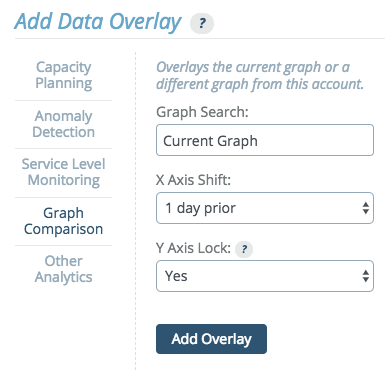 Add Data Overlay ?
Capacity
Planning
Anomaly
Detection
Service Level
Monitoring
Graph
Comparison
Other
Analytics
Overlays the current graph or a
different graph from this account.
Graph Search:
Current Graph
X Axis Shift:
1 day prior
Y Axis Lock: ?
Yes
Add Overlay